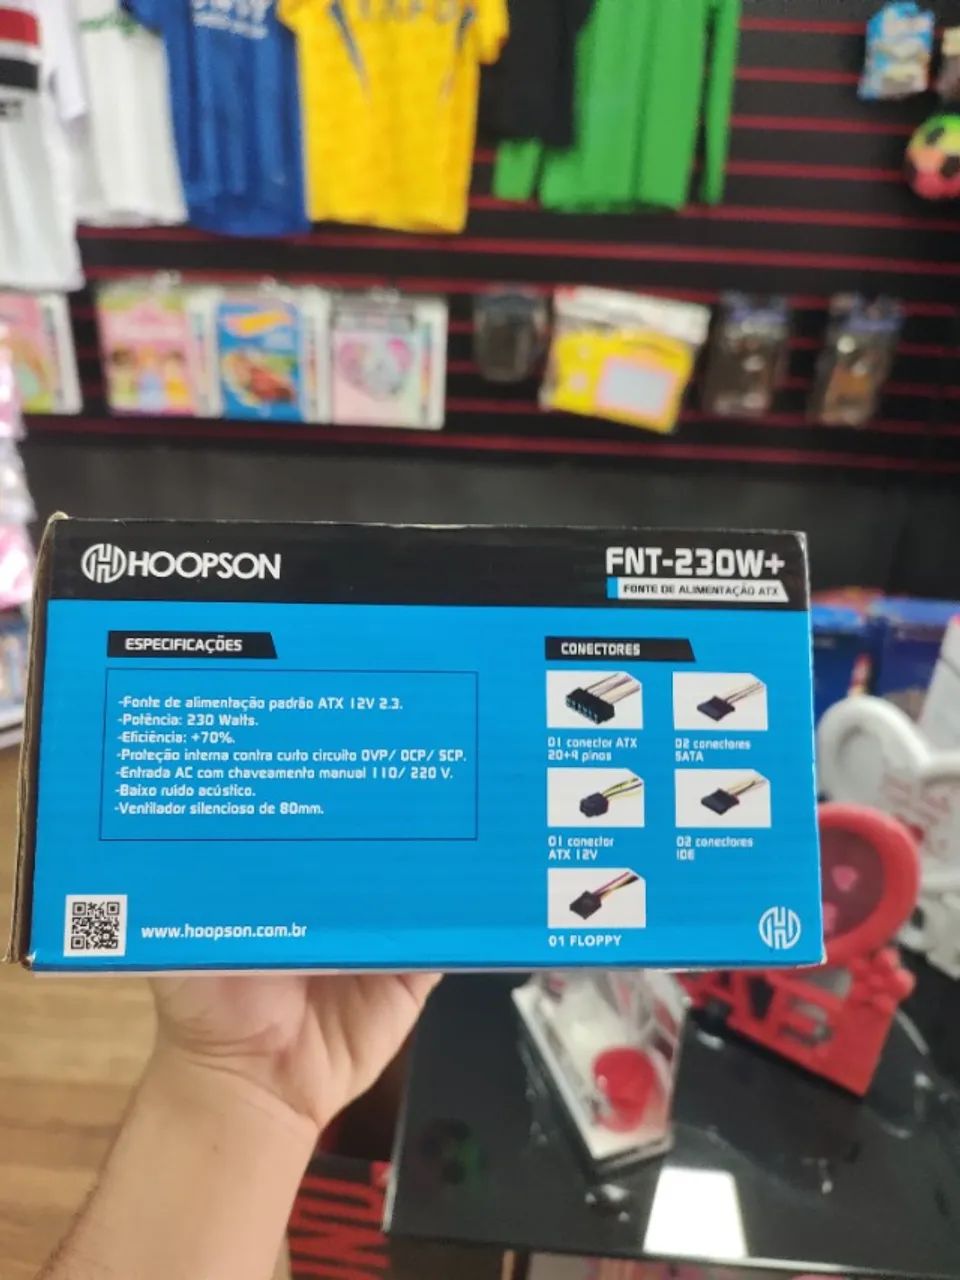 HOOPSON
FNT-230W+
FONTE DE ALIMENTAÇÃO ATX
ESPECIFICAÇÕES
-Fonte de alimentação padrão ATX 12V 2.3.
-Potência: 230 Watts.
-Eficiência: +70%.
-Proteção interna contra curto circuito OVP/ OCP/ SCP.
-Entrada AC com chaveamento manual 110/ 220 V.
-Baixo ruído acústico.
-Ventilador silencioso de 80mm.
www.hoopson.com.br
CONECTORES
01 conector ATX
20+4 pinos
02 conectores
SATA
01 conector
ATX 12V
02 conectores
IDE
01 FLOPPY